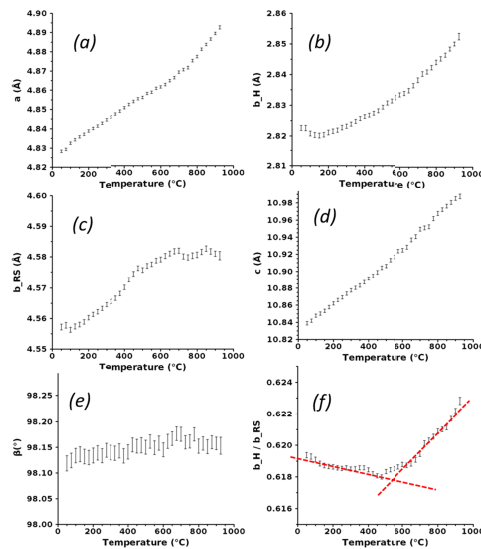 4.90
4.89
4.88
4.87
4.86
4.85
4.84
4.83
4.82
a (Å)
(a)
0 200 400 600 800 1000
Temperature (°C)
2.86
2.85
2.84
2.83
2.82
2.81
b_H (Å)
(b)
0 200 400 600 800 1000
Temperature (°C)
4.60
4.59
4.58
4.57
4.56
4.55
b_RS (Å)
(c)
0 200 400 600 800 1000
Temperature (°C)
10.98
10.96
10.94
10.92
10.90
10.88
10.86
10.84
10.82
c (Å)
(d)
0 200 400 600 800 1000
Temperature (°C)
98.25
98.20
98.15
98.10
98.05
98.00
β(°)
(e)
0 200 400 600 800 1000
Temperature (°C)
0.624
0.622
0.620
0.618
0.616
b_H / b_RS
(f)
0 200 400 600 800 1000
Temperature (°C)